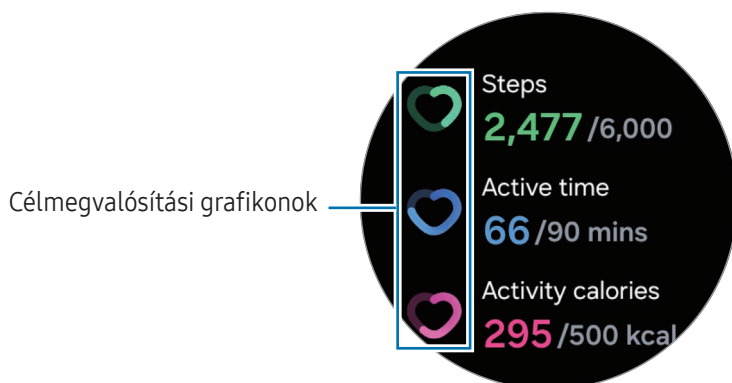 Steps
2,477 /6,000
Célmegvalósítási grafikonok
Active time
66 /90 mins
Activity calories
295 /500 kcal